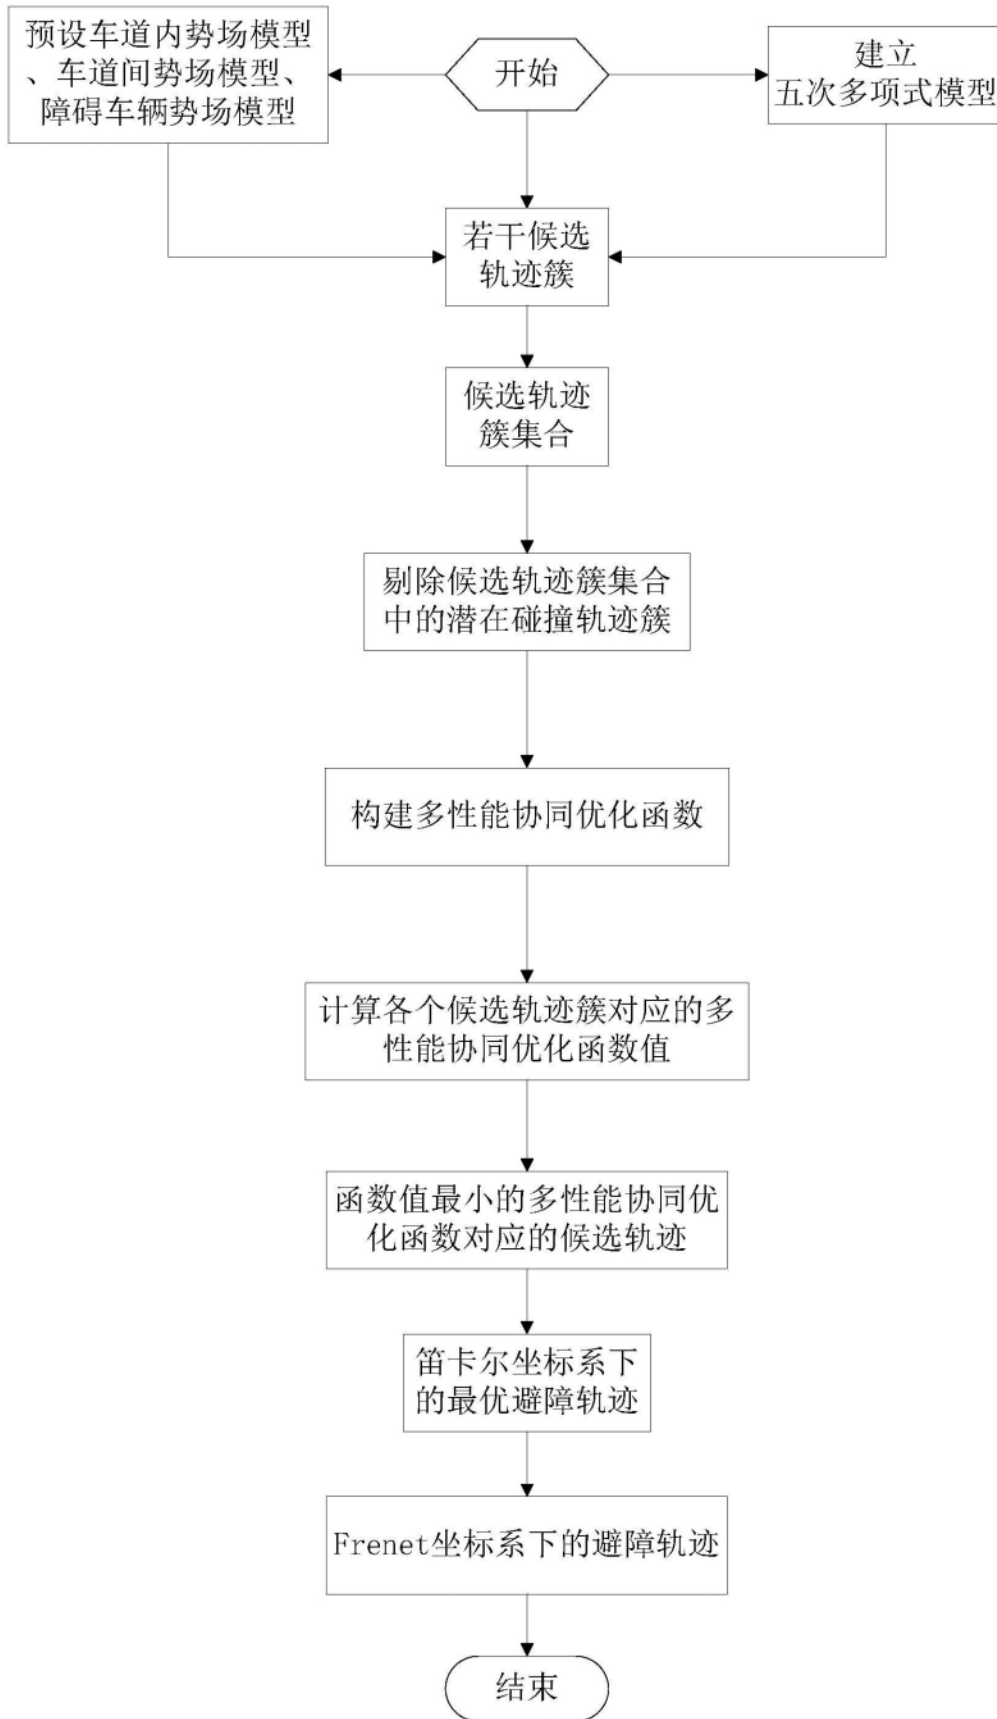 预设车道内势场模型
、车道间势场模型、
障碍车辆势场模型
开始
建立
五次多项式模型
若干候选
轨迹簇
候选轨迹
簇集合
剔除候选轨迹簇集合
中的潜在碰撞轨迹簇
构建多性能协同优化函数
计算各个候选轨迹簇对应的多
性能协同优化函数值
函数值最小的多性能协同优
化函数对应的候选轨迹
笛卡尔坐标系下
的最优避障轨迹
Frenet坐标系下的避障轨迹
结束